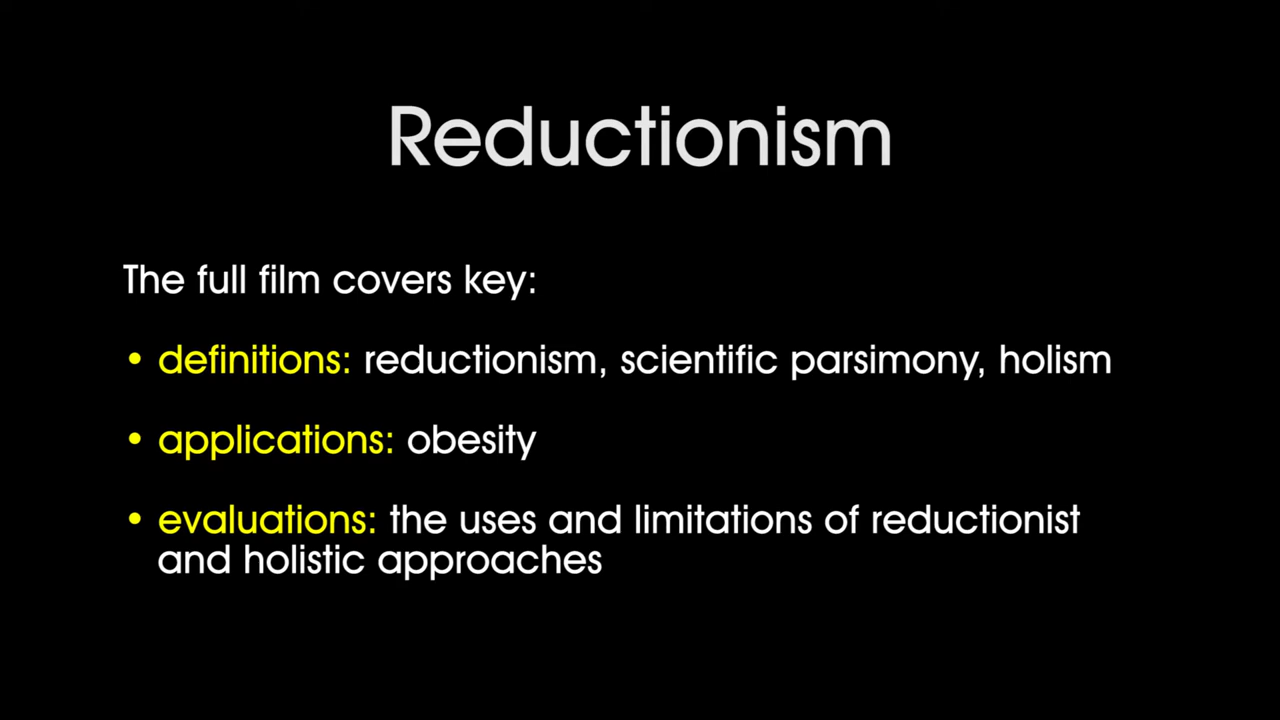 Reductionism
The full film covers key:
• definitions: reductionism, scientific parsimony, holism
• applications: obesity
• evaluations: the uses and limitations of reductionist
and holistic approaches